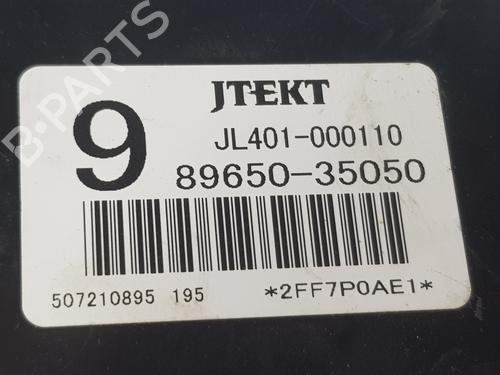 B-PARTS
JTEKT
9
JL401-000110
89650-35050
507210895 195
*2FF7P0AE1*